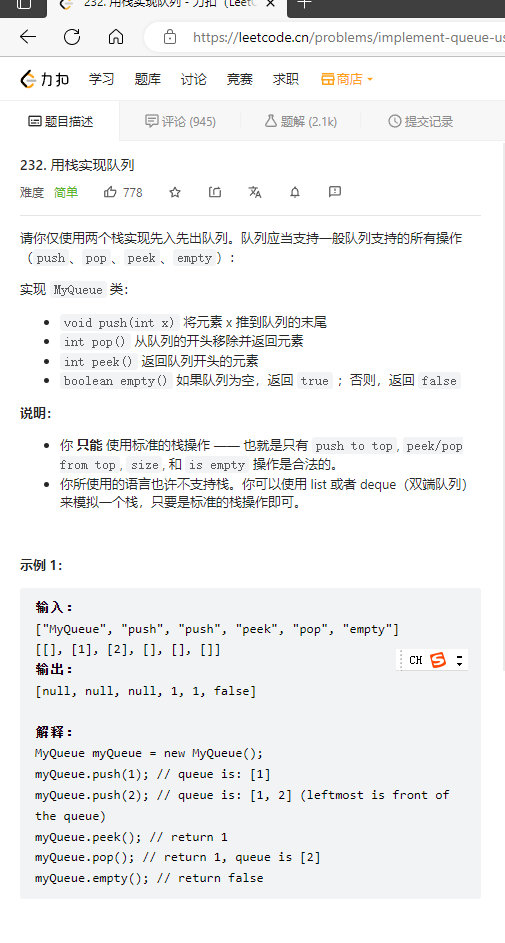 232. 用栈实现队列 - 力扣（Leet
https://leetcode.cn/problems/implement-queue-us
力扣 学习 题库 讨论 竞赛 求职 商店
题目描述 评论 (945) 题解 (2.1k) 提交记录
232. 用栈实现队列
难度 简单 778
请你仅使用两个栈实现先入先出队列。队列应当支持一般队列支持的所有操作
（push、pop、peek、empty）：
实现 MyQueue 类：
void push(int x) 将元素 x 推到队列的末尾
int pop() 从队列的开头移除并返回元素
int peek() 返回队列开头的元素
boolean empty() 如果队列为空，返回 true ；否则，返回 false
说明：
你 只能 使用标准的栈操作 —— 也就是只有 push to top, peek/pop
from top, size, 和 is empty 操作是合法的。
你所使用的语言也许不支持栈。你可以使用 list 或者 deque（双端队列）
来模拟一个栈，只要是标准的栈操作即可。
示例 1：
输入：
["MyQueue", "push", "push", "peek", "pop", "empty"]
[[], [1], [2], [], [], []]
CH
输出：
[null, null, null, 1, 1, false]
解释：
MyQueue myQueue = new MyQueue();
myQueue.push(1); // queue is: [1]
myQueue.push(2); // queue is: [1, 2] (leftmost is front of
the queue)
myQueue.peek(); // return 1
myQueue.pop(); // return 1, queue is [2]
myQueue.empty(); // return false